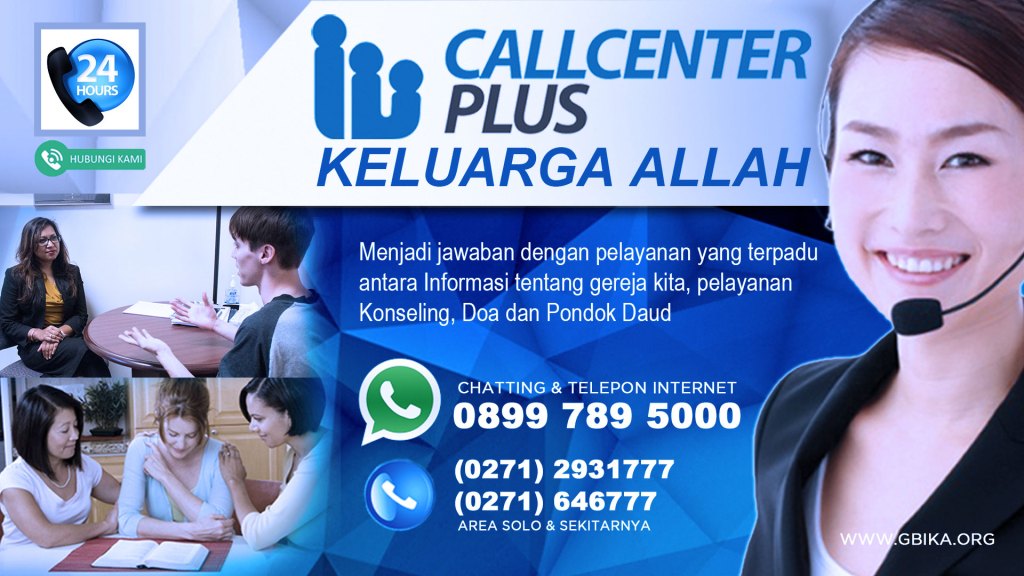 24
HOURS
HUBUNGI KAMI
CALLCENTER
PLUS
KELUARGA ALLAH
Menjadi jawaban dengan pelayanan yang terpadu
antara Informasi tentang gereja kita, pelayanan
Konseling, Doa dan Pondok Daud
CHATTING & TELEPON INTERNET
0899 789 5000
(0271) 2931777
(0271) 646777
AREA SOLO & SEKITARNYA
WWW.GBIKA.ORG